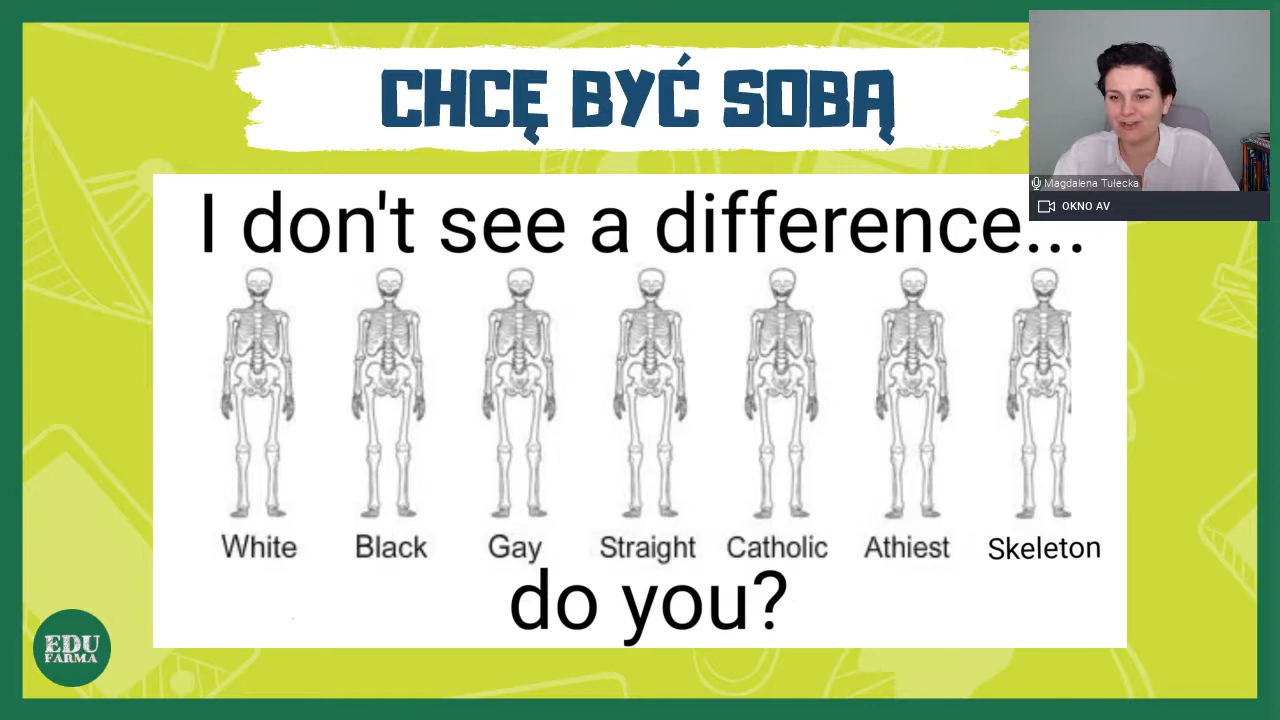 CHCĘ BYĆ SOBĄ
Magdalena Tułecka
OKNO AV
I don't see a difference...
White Black Gay Straight Catholic Athiest Skeleton
do you?
EDU
FARMA